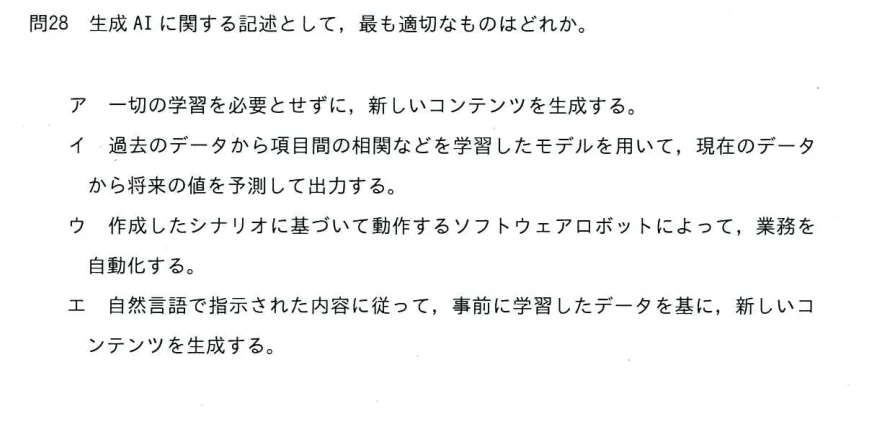 問28 生成 AI に関する記述として，最も適切なものはどれか。
ア 一切の学習を必要とせずに，新しいコンテンツを生成する。
イ 過去のデータから項目間の相関などを学習したモデルを用いて，現在のデータ
から将来の値を予測して出力する。
ウ 作成したシナリオに基づいて動作するソフトウェアロボットによって，業務を
自動化する。
エ 自然言語で指示された内容に従って，事前に学習したデータを基に，新しいコ
ンテンツを生成する。